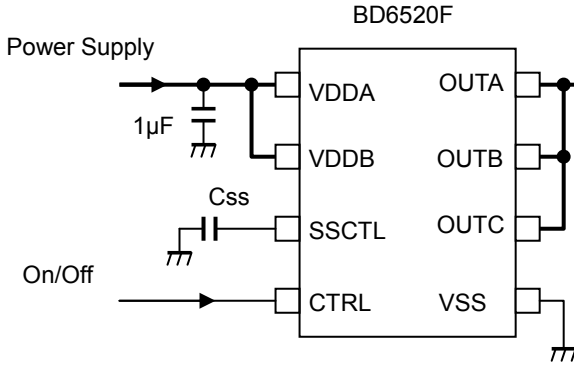 BD6520F
Power Supply
VDDA
OUTA
1µF
VDDB
OUTB
Css
SSCTL
OUTC
On/Off
CTRL
VSS